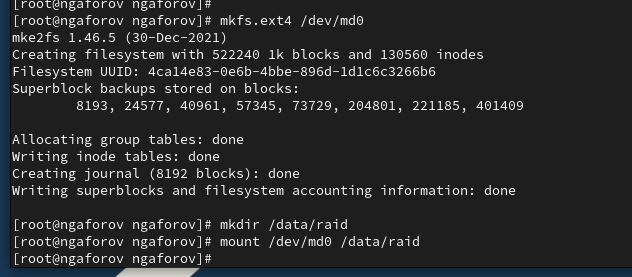 [root@ngaforov ngaforov]#
[root@ngaforov ngaforov]# mkfs.ext4 /dev/md0
mke2fs 1.46.5 (30-Dec-2021)
Creating filesystem with 522240 1k blocks and 130560 inodes
Filesystem UUID: 4ca14e83-0e6b-4bbe-896d-1d1c6c3266b6
Superblock backups stored on blocks:
        8193, 24577, 40961, 57345, 73729, 204801, 221185, 401409

Allocating group tables: done
Writing inode tables: done
Creating journal (8192 blocks): done
Writing superblocks and filesystem accounting information: done

[root@ngaforov ngaforov]# mkdir /data/raid
[root@ngaforov ngaforov]# mount /dev/md0 /data/raid
[root@ngaforov ngaforov]#